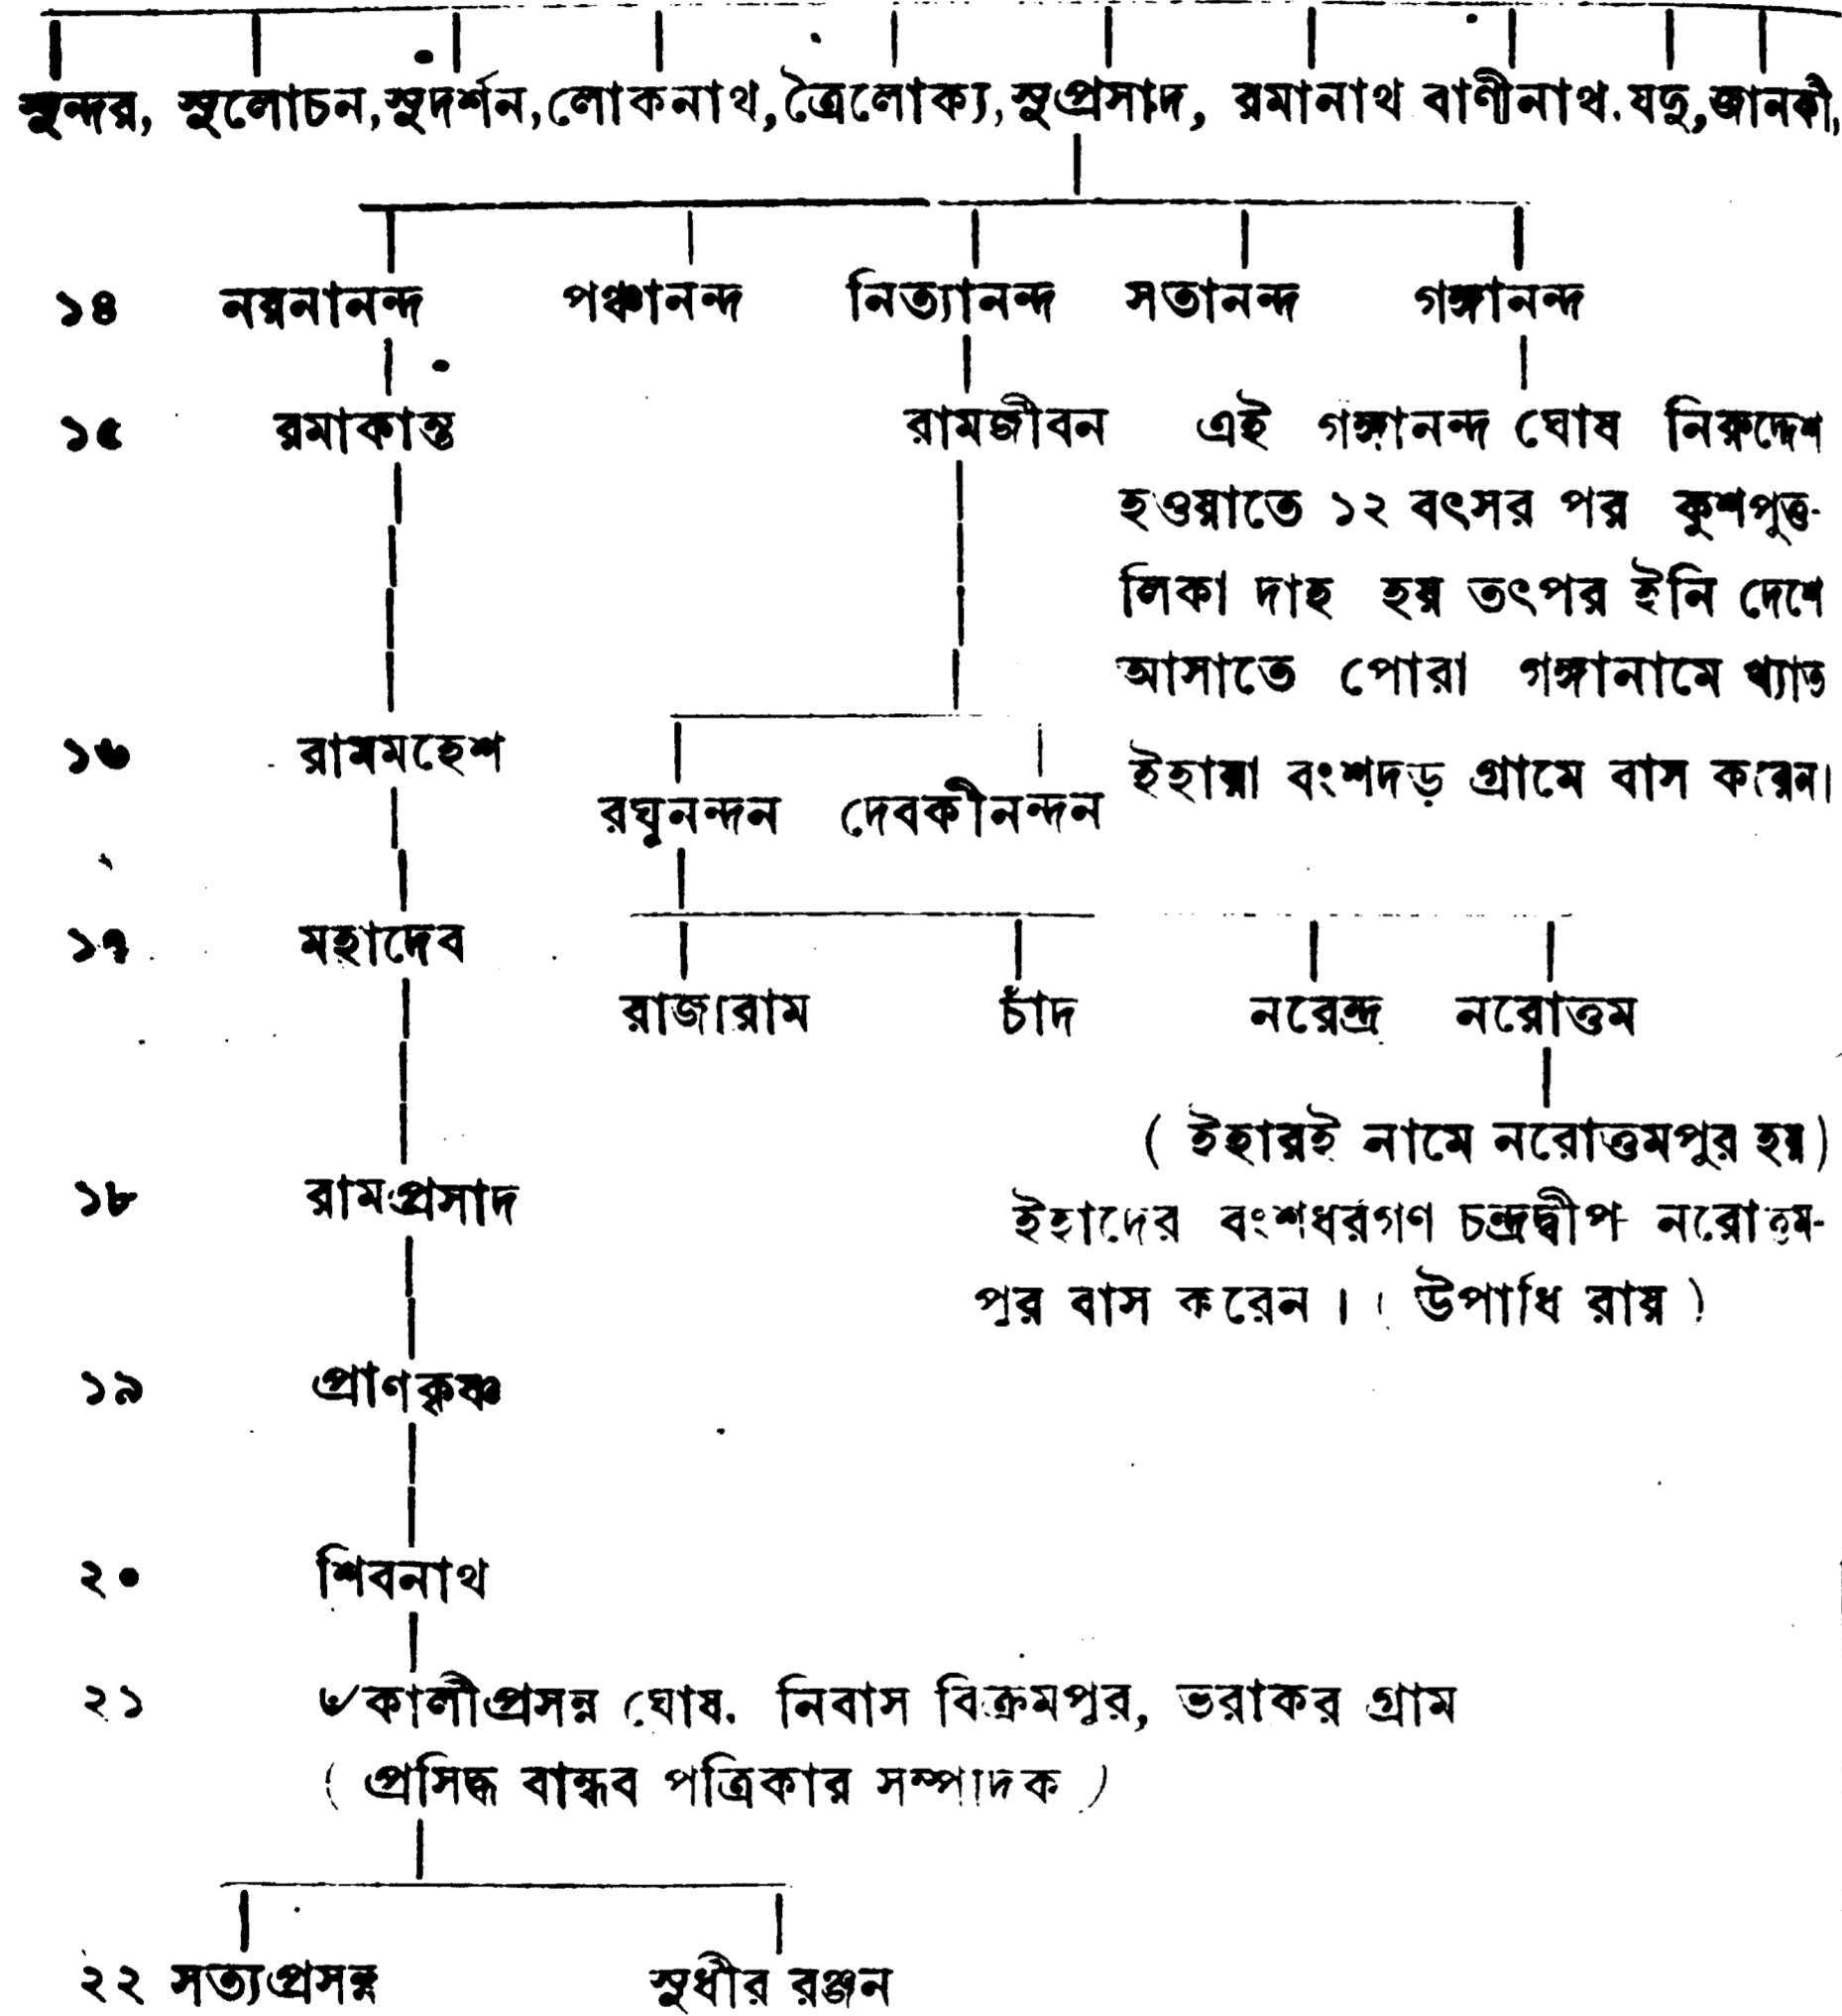 সুন্দর, সুলোচন, সুদর্শন, লোকনাথ, ত্রৈলোক্য, সুপ্রসাদ, রমানাথ বাণীনাথ. যদু, জানকী,
১৪ নয়নানন্দ পঞ্চানন্দ নিত্যানন্দ সতানন্দ গঙ্গানন্দ
১৫ রমাকান্ত রামজীবন এই গঙ্গানন্দ ঘোষ নিরুদ্দেশ
হওয়াতে ১২ বৎসর পর কুশপুত্ত-
লিকা দাহ হয় তৎপর ইনি দেশে
আসাতে পোরা গঙ্গানামে খ্যাত
১৬ রামমহেশ ইহারা বংশদড় গ্রামে বাস করেন।
রঘুনন্দন দেবকীনন্দন
১৭ মহাদেব
রাজারাম চাঁদ নরেন্দ্র নরোত্তম
( ইহারই নামে নরোত্তমপুর হয় )
১৮ রামপ্রসাদ ইহাদের বংশধরগণ চন্দ্রদ্বীপ নরোত্তম-
পুর বাস করেন। ( উপাধি রায় )
১৯ প্রাণকৃষ্ণ
২০ শিবনাথ
২১ ৺কালীপ্রসন্ন ঘোষ. নিবাস বিক্রমপুর, ভরাকর গ্রাম
( প্রসিদ্ধ বান্ধব পত্রিকার সম্পাদক )
২২ সত্যপ্রসন্ন সুধীর রঞ্জন